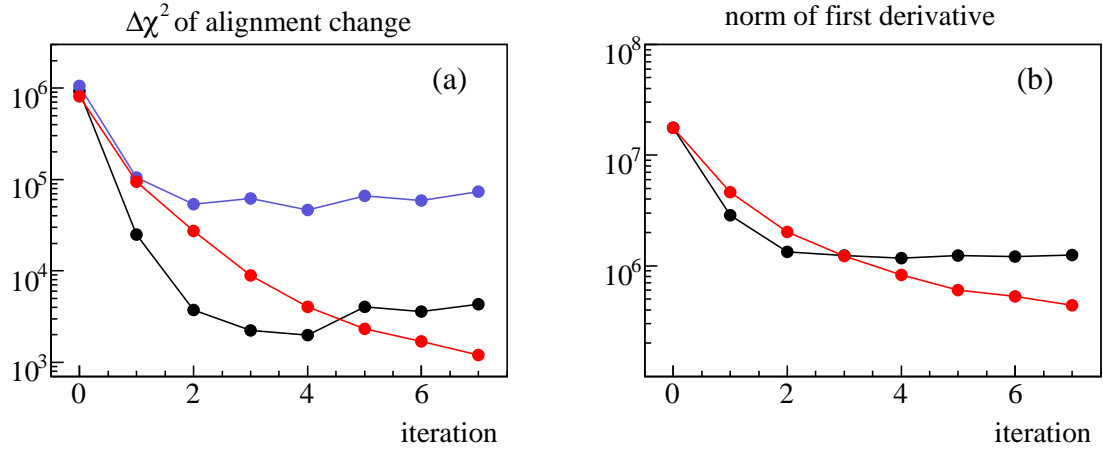 Δχ² of alignment change
(a)
10⁶
10⁵
10⁴
10³
0 2 4 6
iteration
norm of first derivative
(b)
10⁸
10⁷
10⁶
0 2 4 6
iteration